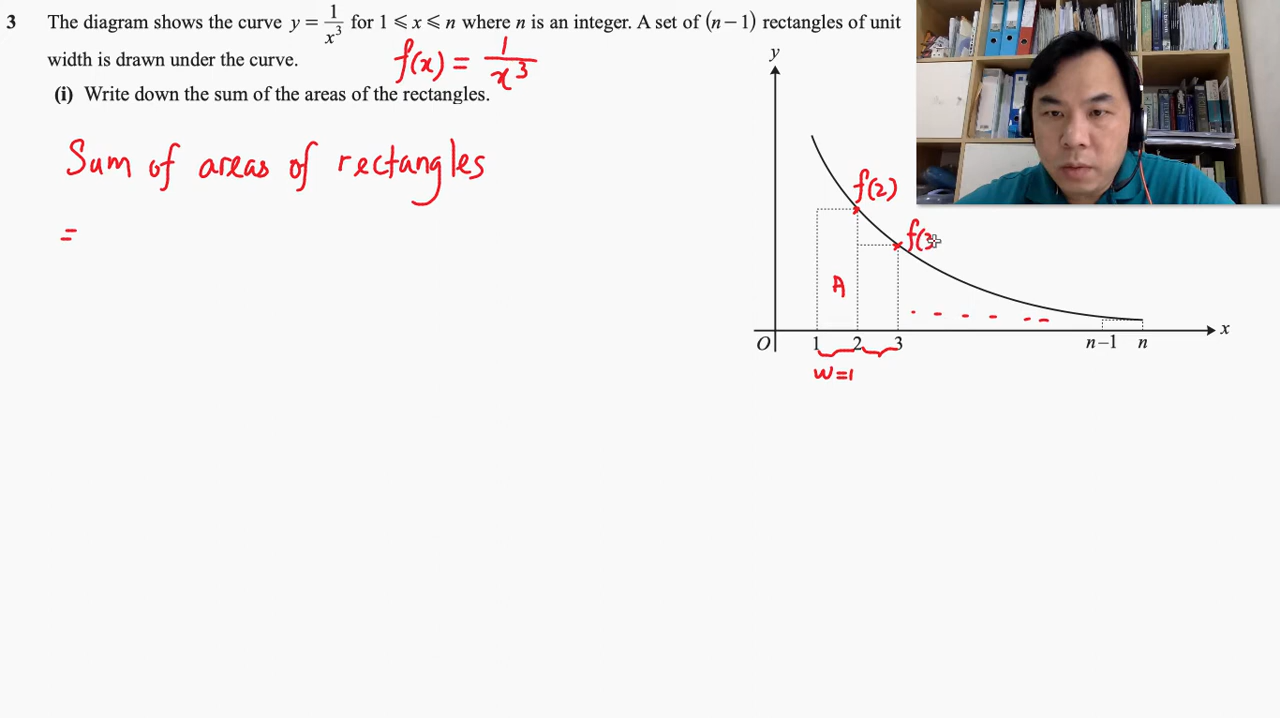 3 The diagram shows the curve y = 1/x³ for 1 ⩽ x ⩽ n where n is an integer. A set of (n − 1) rectangles of unit
width is drawn under the curve.
f(x) = 1/x³
(i) Write down the sum of the areas of the rectangles.
Sum of areas of rectangles
=
y
f(2)
f(3
A
O 1 2 3 n−1 n x
W=1